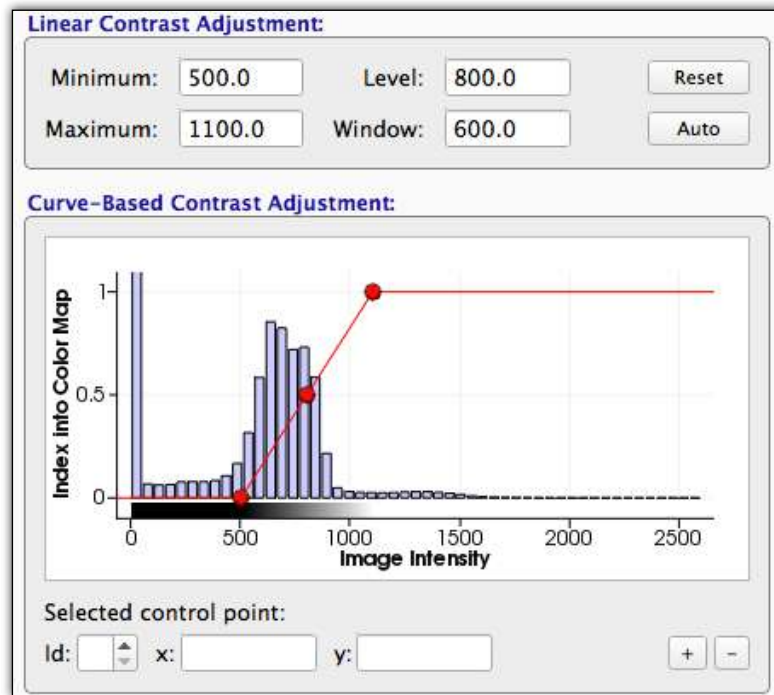 Linear Contrast Adjustment:
Minimum: 500.0 Level: 800.0 Reset
Maximum: 1100.0 Window: 600.0 Auto
Curve-Based Contrast Adjustment:
Index into Color Map
1
0.5
0
0 500 1000 1500 2000 2500
Image Intensity
Selected control point:
Id: x: y: + -